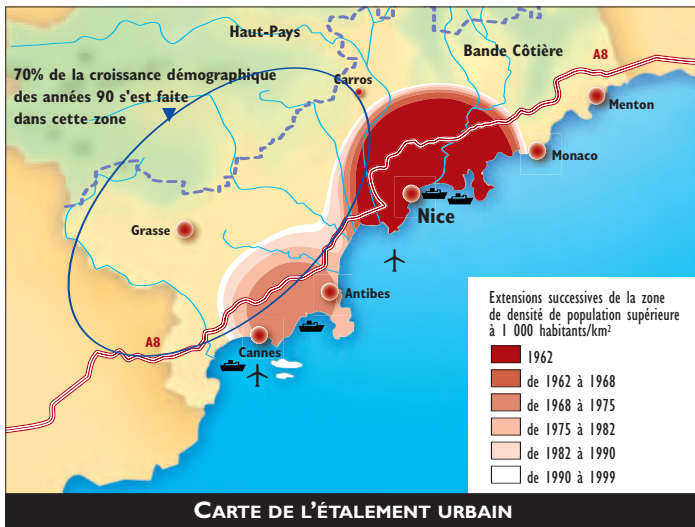 Haut-Pays
Bande Côtière
A8
70% de la croissance démographique
des années 90 s'est faite
dans cette zone
Carros
Menton
Monaco
Nice
Grasse
Antibes
A8
Cannes
Extensions successives de la zone
de densité de population supérieure
à 1 000 habitants/km²
1962
de 1962 à 1968
de 1968 à 1975
de 1975 à 1982
de 1982 à 1990
de 1990 à 1999
CARTE DE L'ÉTALEMENT URBAIN